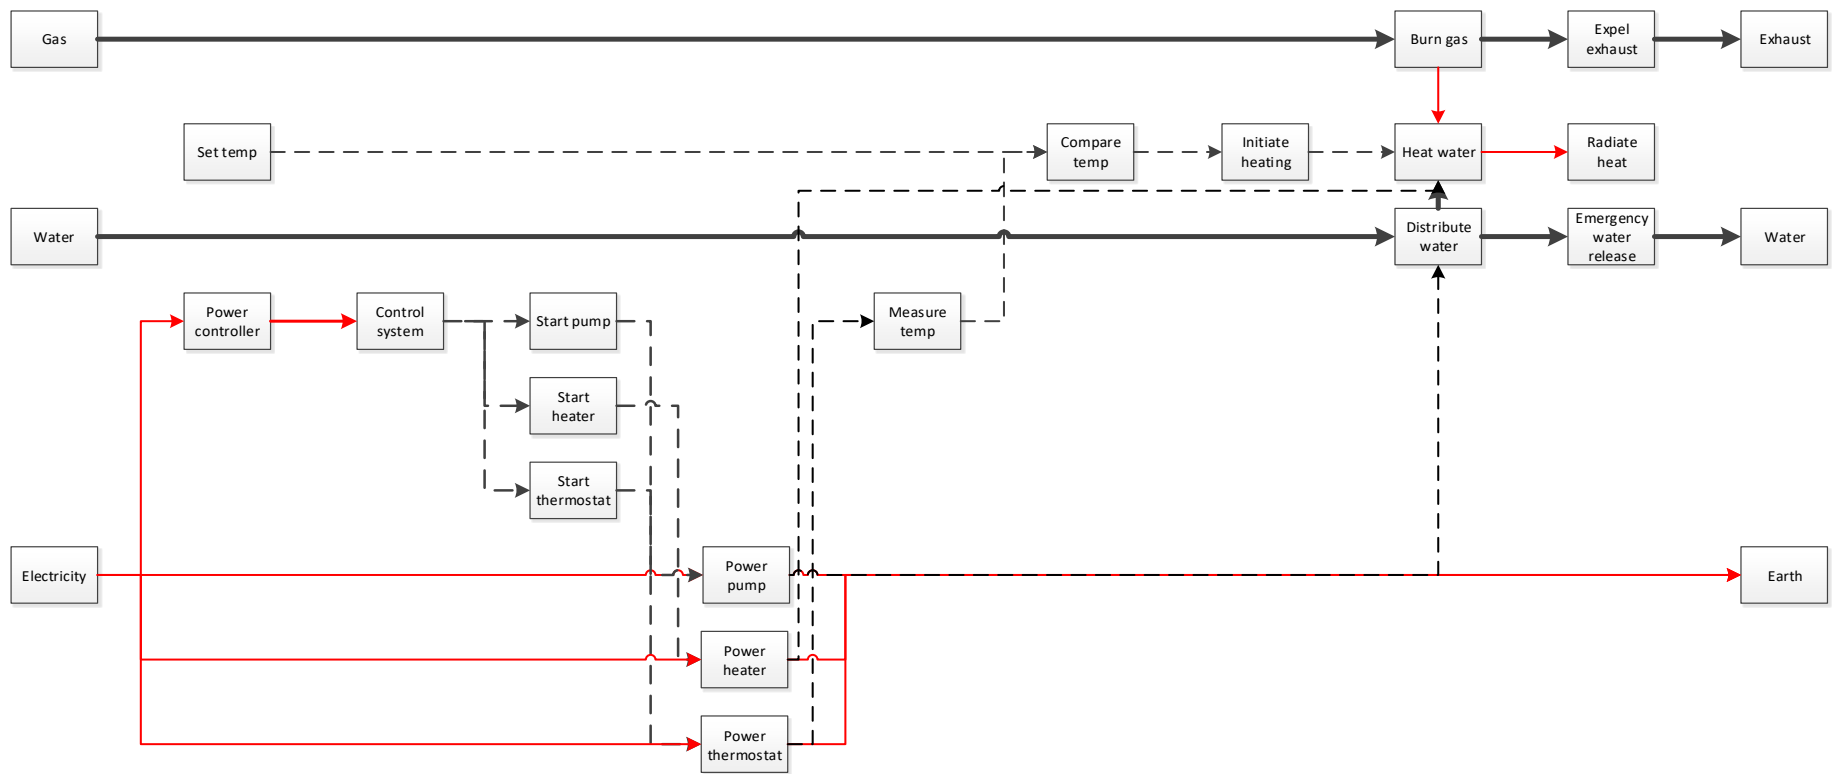 Gas
Burn gas
Expel
exhaust
Exhaust
Set temp
Compare
temp
Initiate
heating
Heat water
Radiate
heat
Water
Distribute
water
Emergency
water
release
Water
Power
controller
Control
system
Start pump
Measure
temp
Start
heater
Start
thermostat
Electricity
Power
pump
Earth
Power
heater
Power
thermostat